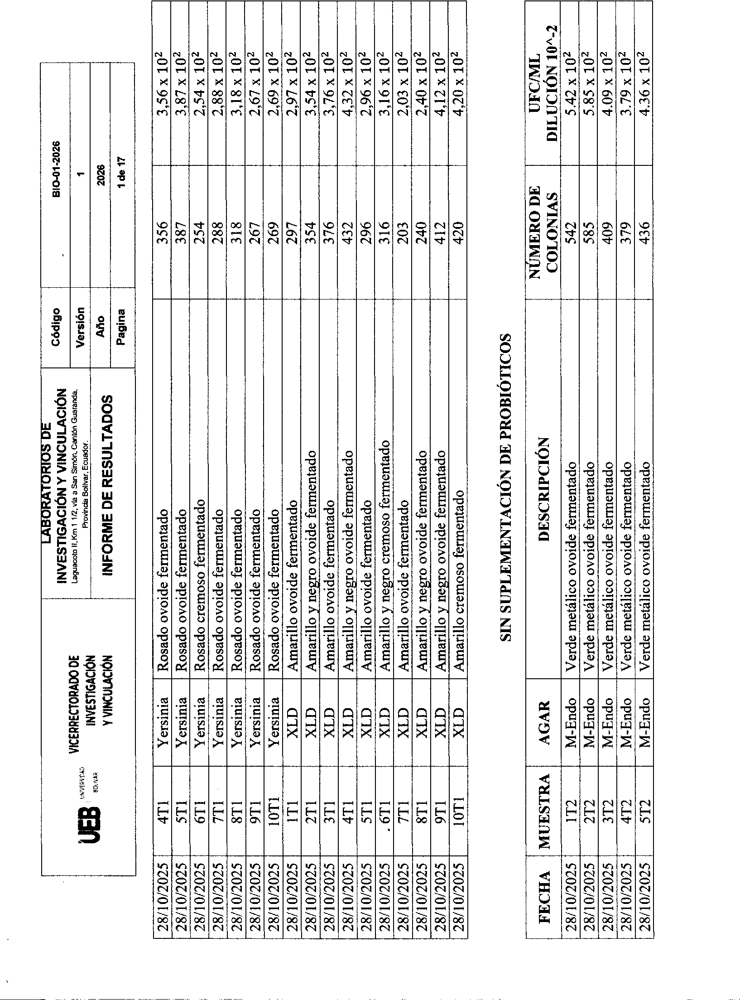 UEB
UNIVERSIDAD
BOLIVAR
VICERRECTORADO DE
INVESTIGACIÓN
Y VINCULACIÓN
LABORATORIOS DE
INVESTIGACIÓN Y VINCULACIÓN
Laguacoto II, Km 1 1/2, vía a San Simón, Cantón Guaranda,
Provincia Bolívar, Ecuador.
INFORME DE RESULTADOS
Código BIO-01-2026
Versión 1
Año 2026
Pagina 1 de 17
28/10/2025 4T1 Yersinia Rosado ovoide fermentado 356 3,56 x 10²
28/10/2025 5T1 Yersinia Rosado ovoide fermentado 387 3,87 x 10²
28/10/2025 6T1 Yersinia Rosado cremoso fermentado 254 2,54 x 10²
28/10/2025 7T1 Yersinia Rosado ovoide fermentado 288 2,88 x 10²
28/10/2025 8T1 Yersinia Rosado ovoide fermentado 318 3,18 x 10²
28/10/2025 9T1 Yersinia Rosado ovoide fermentado 267 2,67 x 10²
28/10/2025 10T1 Yersinia Rosado ovoide fermentado 269 2,69 x 10²
28/10/2025 1T1 XLD Amarillo ovoide fermentado 297 2,97 x 10²
28/10/2025 2T1 XLD Amarillo y negro ovoide fermentado 354 3,54 x 10²
28/10/2025 3T1 XLD Amarillo ovoide fermentado 376 3,76 x 10²
28/10/2025 4T1 XLD Amarillo y negro ovoide fermentado 432 4,32 x 10²
28/10/2025 5T1 XLD Amarillo ovoide fermentado 296 2,96 x 10²
28/10/2025 6T1 XLD Amarillo y negro cremoso fermentado 316 3,16 x 10²
28/10/2025 7T1 XLD Amarillo ovoide fermentado 203 2,03 x 10²
28/10/2025 8T1 XLD Amarillo y negro ovoide fermentado 240 2,40 x 10²
28/10/2025 9T1 XLD Amarillo y negro ovoide fermentado 412 4,12 x 10²
28/10/2025 10T1 XLD Amarillo cremoso fermentado 420 4,20 x 10²
SIN SUPLEMENTACIÓN DE PROBIÓTICOS
FECHA MUESTRA AGAR DESCRIPCIÓN NÚMERO DE COLONIAS UFC/ML DILUCIÓN 10^-2
28/10/2025 1T2 M-Endo Verde metálico ovoide fermentado 542 5.42 x 10²
28/10/2025 2T2 M-Endo Verde metálico ovoide fermentado 585 5.85 x 10²
28/10/2025 3T2 M-Endo Verde metálico ovoide fermentado 409 4.09 x 10²
28/10/2025 4T2 M-Endo Verde metálico ovoide fermentado 379 3.79 x 10²
28/10/2025 5T2 M-Endo Verde metálico ovoide fermentado 436 4.36 x 10²